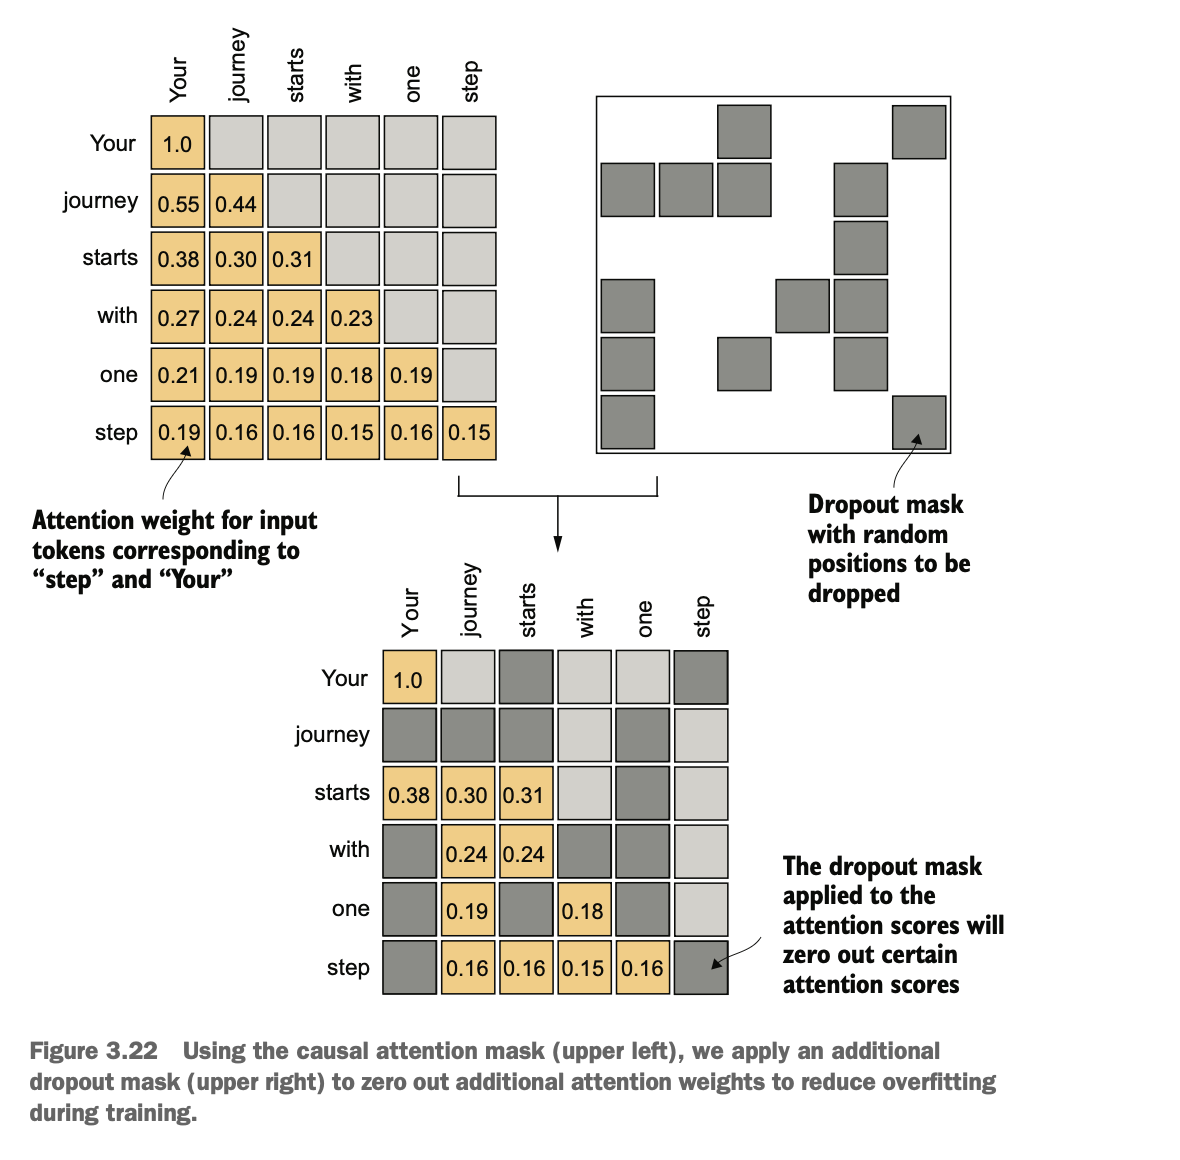 Your journey starts with one step
Your 1.0
journey 0.55 0.44
starts 0.38 0.30 0.31
with 0.27 0.24 0.24 0.23
one 0.21 0.19 0.19 0.18 0.19
step 0.19 0.16 0.16 0.15 0.16 0.15
Attention weight for input
tokens corresponding to
“step” and “Your”
Dropout mask
with random
positions to be
dropped
Your journey starts with one step
Your 1.0
journey
starts 0.38 0.30 0.31
with 0.24 0.24
one 0.19 0.18
step 0.16 0.16 0.15 0.16
The dropout mask
applied to the
attention scores will
zero out certain
attention scores
Figure 3.22 Using the causal attention mask (upper left), we apply an additional
dropout mask (upper right) to zero out additional attention weights to reduce overfitting
during training.